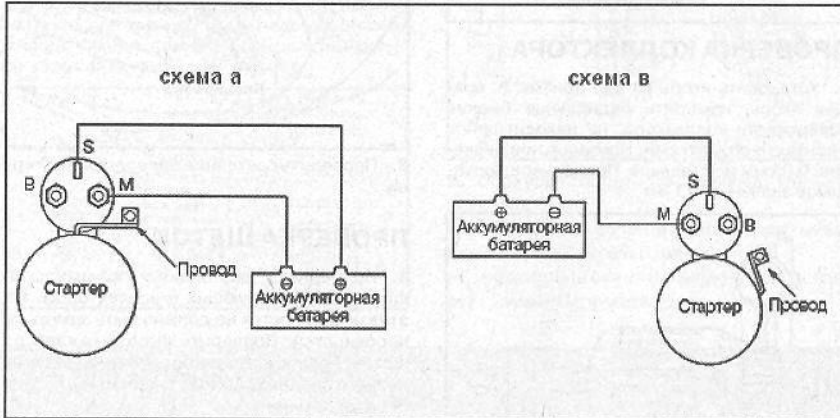 схема а
S
B
M
Провод
Стартер
⊖ ⊕
Аккумуляторная
батарея
схема в
S
⊕ ⊖
Аккумуляторная
батарея
M
B
Стартер
Провод